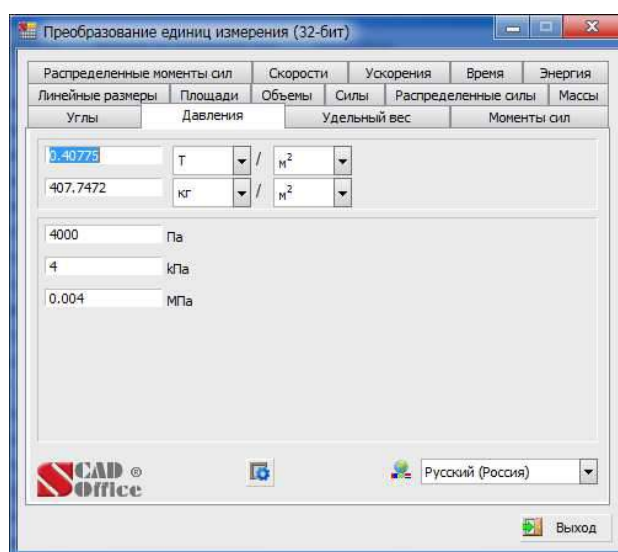 Преобразование единиц измерения (32-бит)
Распределенные моменты сил Скорости Ускорения Время Энергия
Линейные размеры Площади Объемы Силы Распределенные силы Массы
Углы Давления Удельный вес Моменты сил
0.40775 Т / м²
407.7472 кг / м²
4000 Па
4 кПа
0.004 МПа
SCAD ® Русский (Россия)
Office
Выход